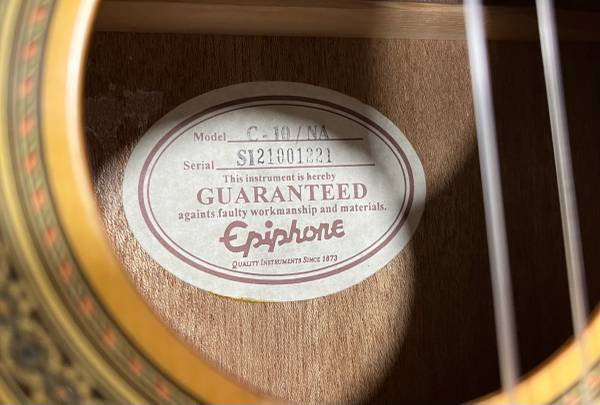 Model C-10/NA
Serial SI21001221
This instrument is hereby
GUARANTEED
againts faulty workmanship and materials.
Epiphone
QUALITY INSTRUMENTS SINCE 1873